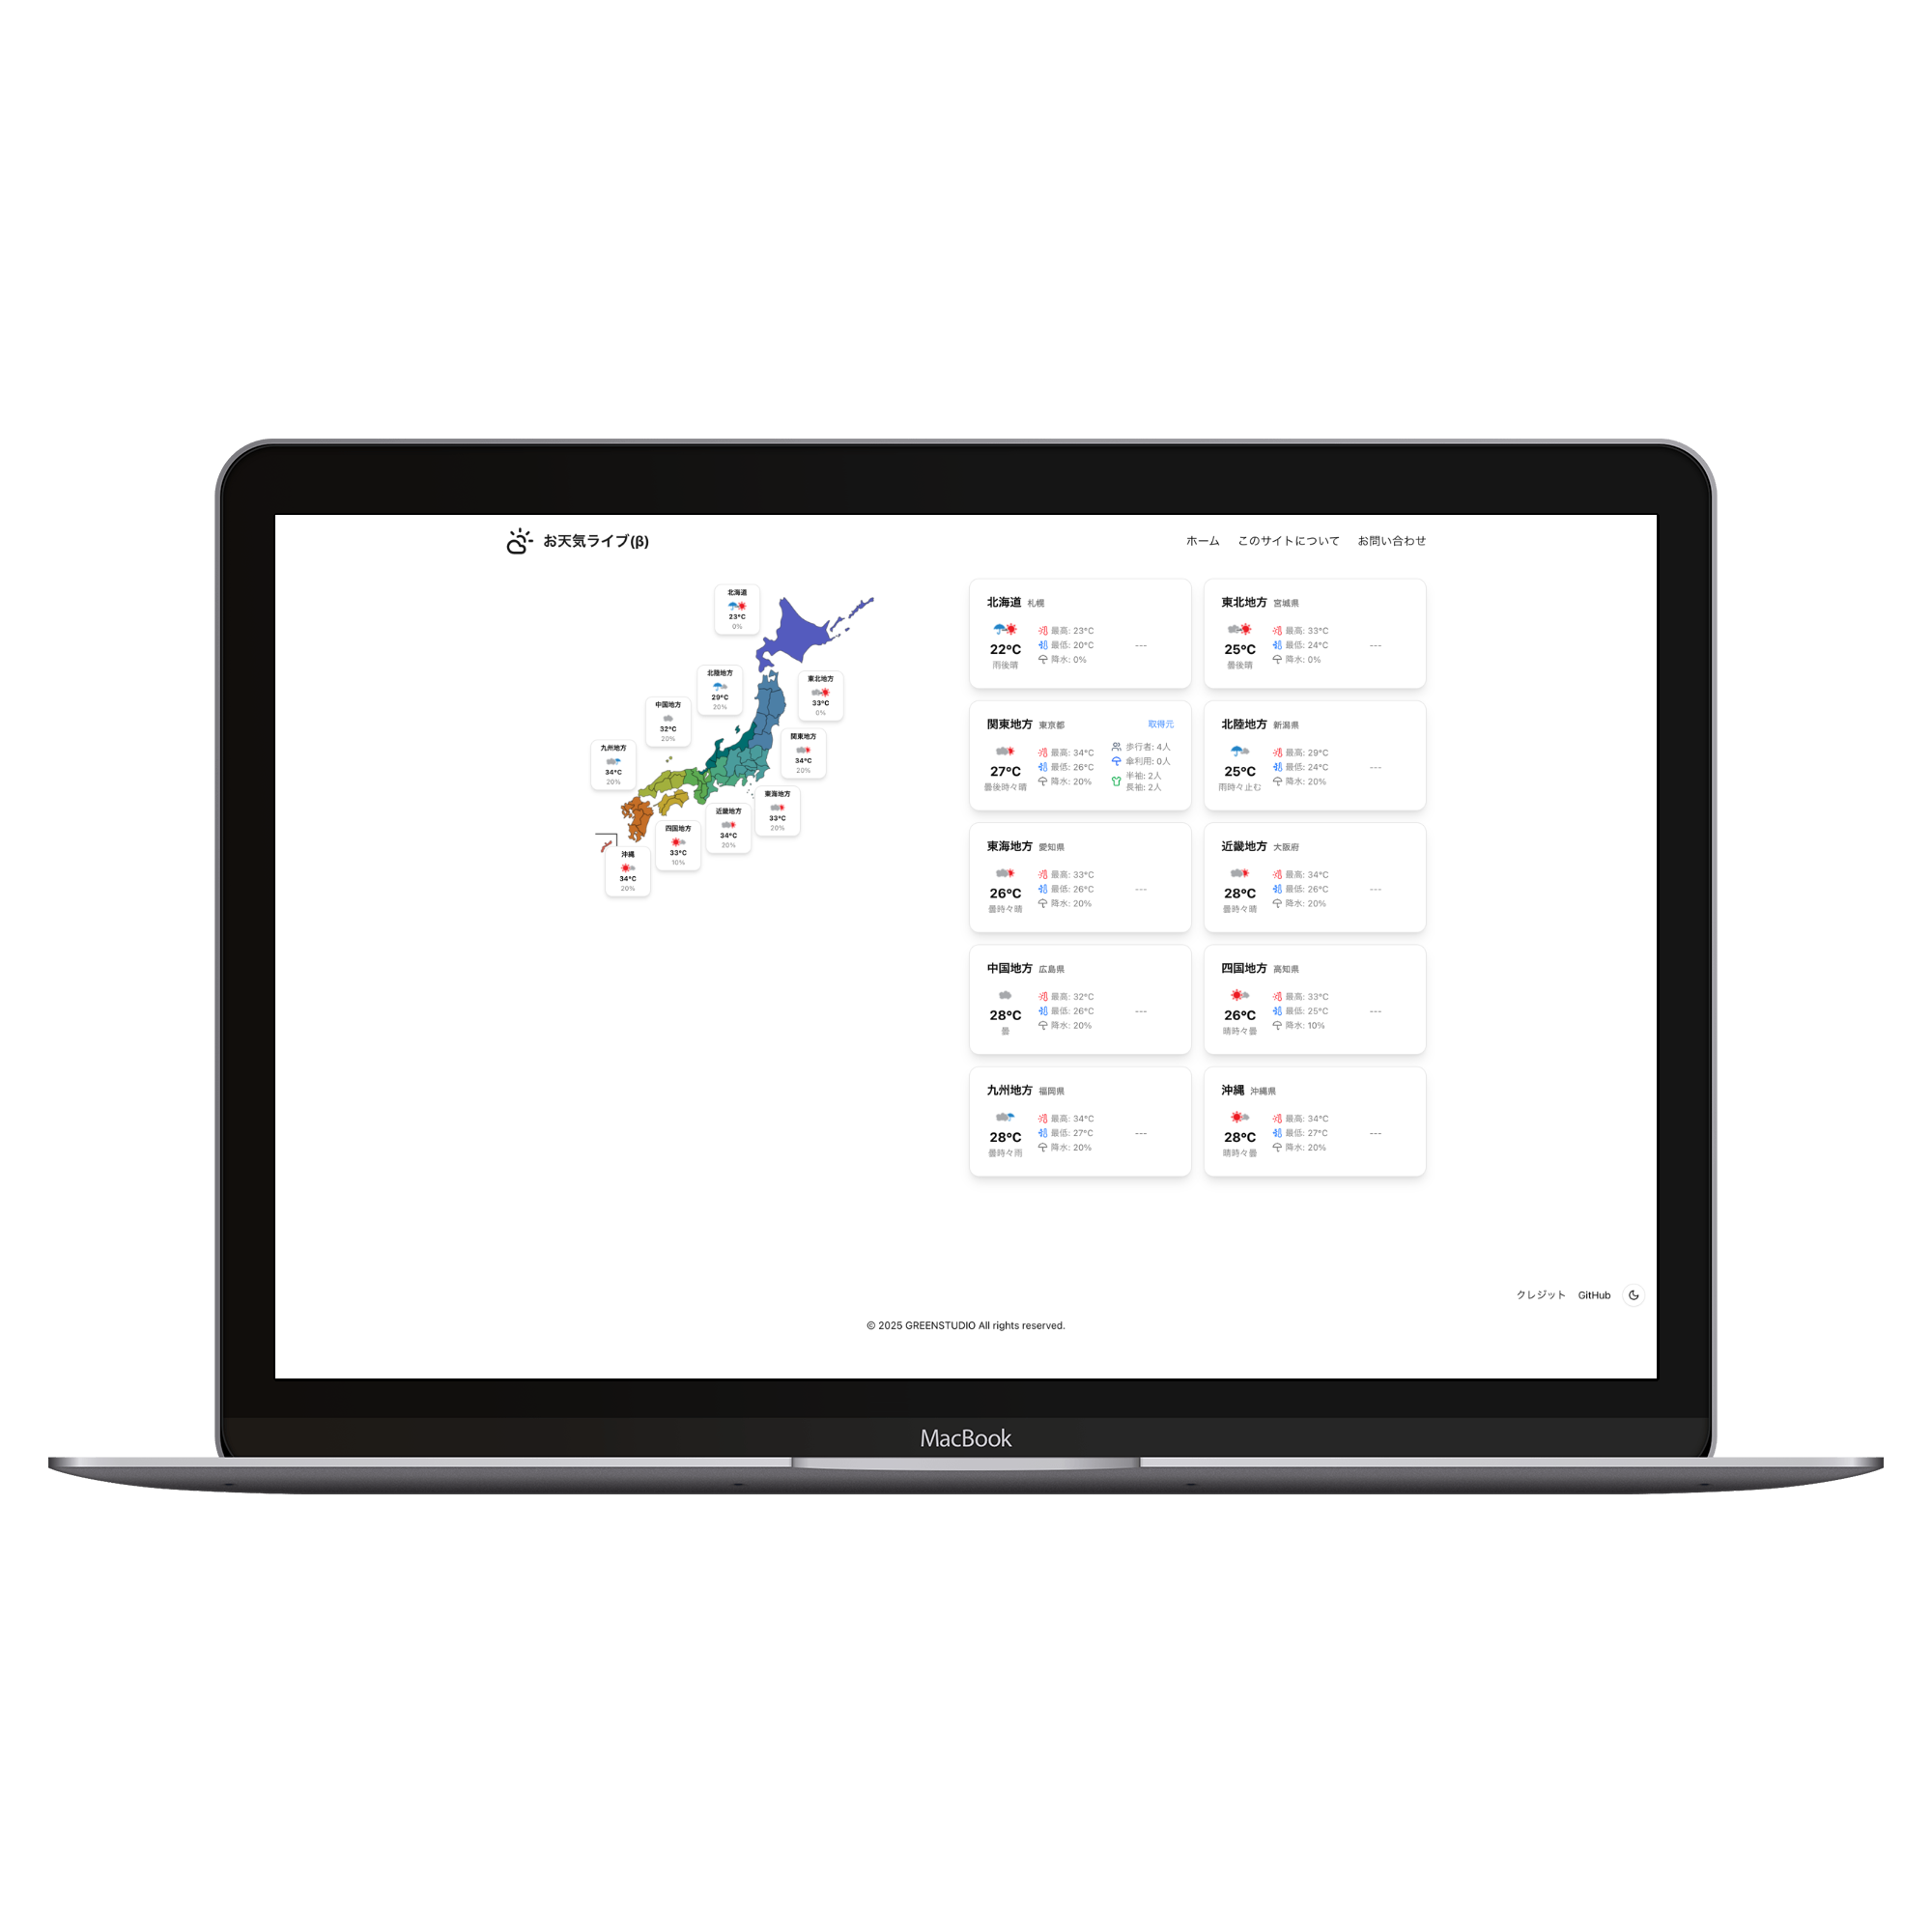 お天気ライブ(β)
ホーム このサイトについて お問い合わせ
北海道
23°C
0%
北陸地方
29°C
20%
東北地方
33°C
0%
中国地方
32°C
20%
関東地方
34°C
20%
九州地方
34°C
20%
東海地方
33°C
20%
近畿地方
34°C
20%
四国地方
33°C
10%
沖縄
34°C
20%
北海道 札幌
22°C
雨後晴
最高: 23°C
最低: 20°C
降水: 0%
---
東北地方 宮城県
25°C
曇後晴
最高: 33°C
最低: 24°C
降水: 0%
---
関東地方 東京都 取得元
27°C
曇後時々晴
最高: 34°C
最低: 26°C
降水: 20%
歩行者: 4人
傘利用: 0人
半袖: 2人
長袖: 2人
北陸地方 新潟県
25°C
雨時々止む
最高: 29°C
最低: 24°C
降水: 20%
---
東海地方 愛知県
26°C
曇時々晴
最高: 33°C
最低: 26°C
降水: 20%
---
近畿地方 大阪府
28°C
曇時々晴
最高: 34°C
最低: 26°C
降水: 20%
---
中国地方 広島県
28°C
曇
最高: 32°C
最低: 26°C
降水: 20%
---
四国地方 高知県
26°C
晴時々曇
最高: 33°C
最低: 25°C
降水: 10%
---
九州地方 福岡県
28°C
曇時々雨
最高: 34°C
最低: 27°C
降水: 20%
---
沖縄 沖縄県
28°C
晴時々曇
最高: 34°C
最低: 27°C
降水: 20%
---
クレジット GitHub
© 2025 GREENSTUDIO All rights reserved.
MacBook